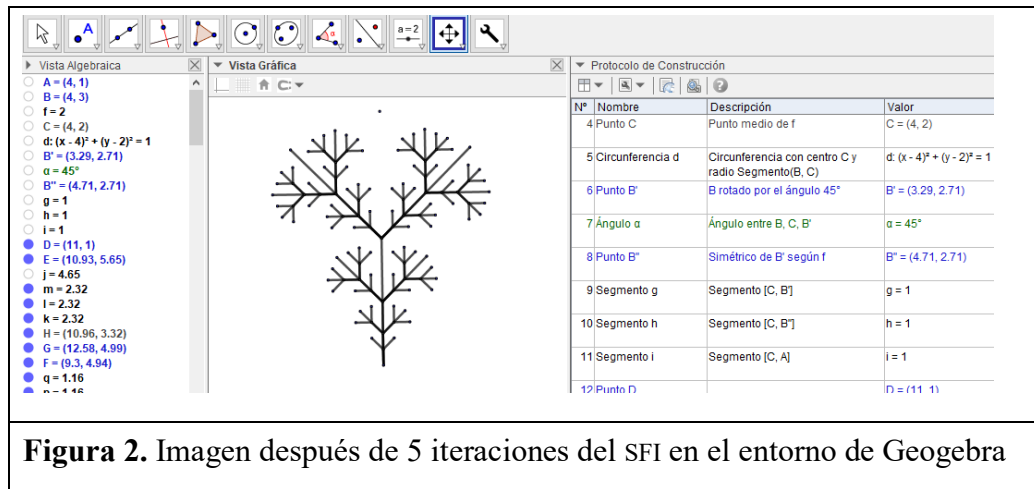 a=2
Vista Algebraica
A = (4, 1)
B = (4, 3)
f = 2
C = (4, 2)
d: (x - 4)² + (y - 2)² = 1
B' = (3.29, 2.71)
α = 45°
B'' = (4.71, 2.71)
g = 1
h = 1
i = 1
D = (11, 1)
E = (10.93, 5.65)
j = 4.65
m = 2.32
l = 2.32
k = 2.32
H = (10.96, 3.32)
G = (12.58, 4.99)
F = (9.3, 4.94)
q = 1.16
Vista Gráfica
Protocolo de Construcción
Nº Nombre Descripción Valor
4 Punto C Punto medio de f C = (4, 2)
5 Circunferencia d Circunferencia con centro C y d: (x - 4)² + (y - 2)² = 1
radio Segmento(B, C)
6 Punto B' B rotado por el ángulo 45° B' = (3.29, 2.71)
7 Ángulo α Ángulo entre B, C, B' α = 45°
8 Punto B'' Simétrico de B' según f B'' = (4.71, 2.71)
9 Segmento g Segmento [C, B'] g = 1
10 Segmento h Segmento [C, B''] h = 1
11 Segmento i Segmento [C, A] i = 1
12 Punto D D = (11, 1)
Figura 2. Imagen después de 5 iteraciones del SFI en el entorno de Geogebra